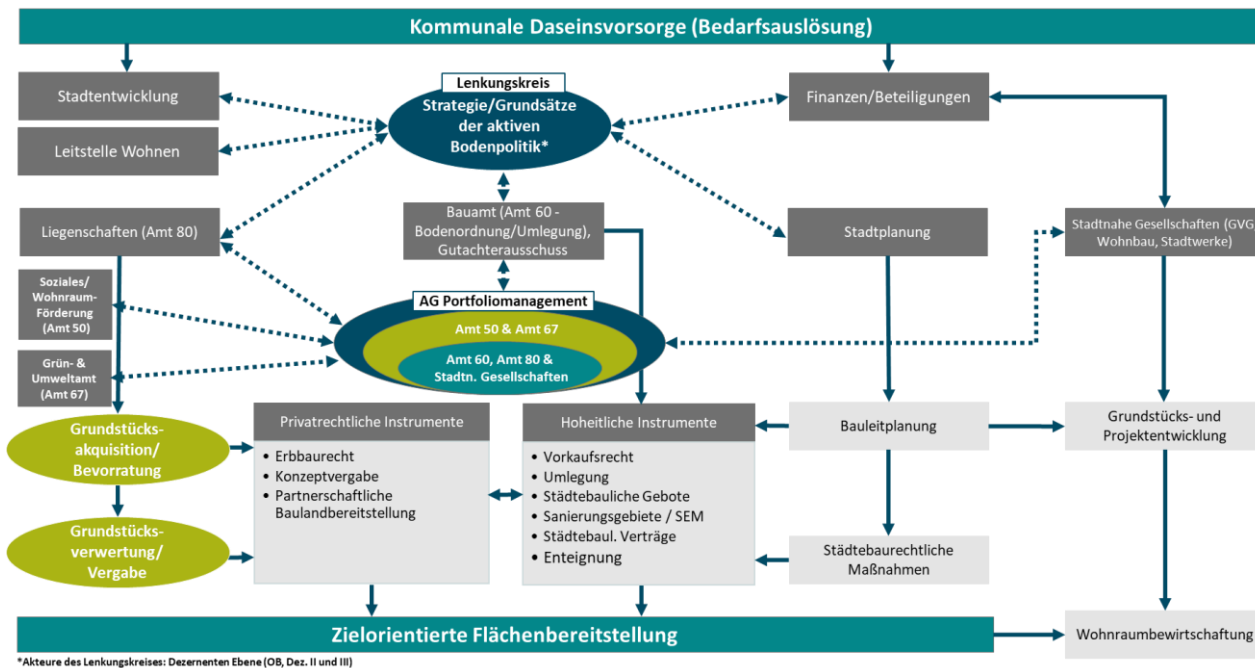 Kommunale Daseinsvorsorge (Bedarfsauslösung)
Stadtentwicklung
Leitstelle Wohnen
Lenkungskreis
Strategie/Grundsätze
der aktiven
Bodenpolitik*
Finanzen/Beteiligungen
Liegenschaften (Amt 80)
Bauamt (Amt 60 -
Bodenordnung/Umlegung),
Gutachterausschuss
Stadtplanung
Stadtnahe Gesellschaften (GVG,
Wohnbau, Stadtwerke)
Soziales/
Wohnraum-
Förderung
(Amt 50)
Grün- &
Umweltamt
(Amt 67)
AG Portfoliomanagement
Amt 50 & Amt 67
Amt 60, Amt 80 &
Stadtn. Gesellschaften
Grundstücks-
akquisition/
Bevorratung
Grundstücks-
verwertung/
Vergabe
Privatrechtliche Instrumente
• Erbbaurecht
• Konzeptvergabe
• Partnerschaftliche
Baulandbereitstellung
Hoheitliche Instrumente
• Vorkaufsrecht
• Umlegung
• Städtebauliche Gebote
• Sanierungsgebiete / SEM
• Städtebaul. Verträge
• Enteignung
Bauleitplanung
Städtebaurechtliche
Maßnahmen
Grundstücks- und
Projektentwicklung
Zielorientierte Flächenbereitstellung
Wohnraumbewirtschaftung
*Akteure des Lenkungskreises: Dezernenten Ebene (OB, Dez. II und III)